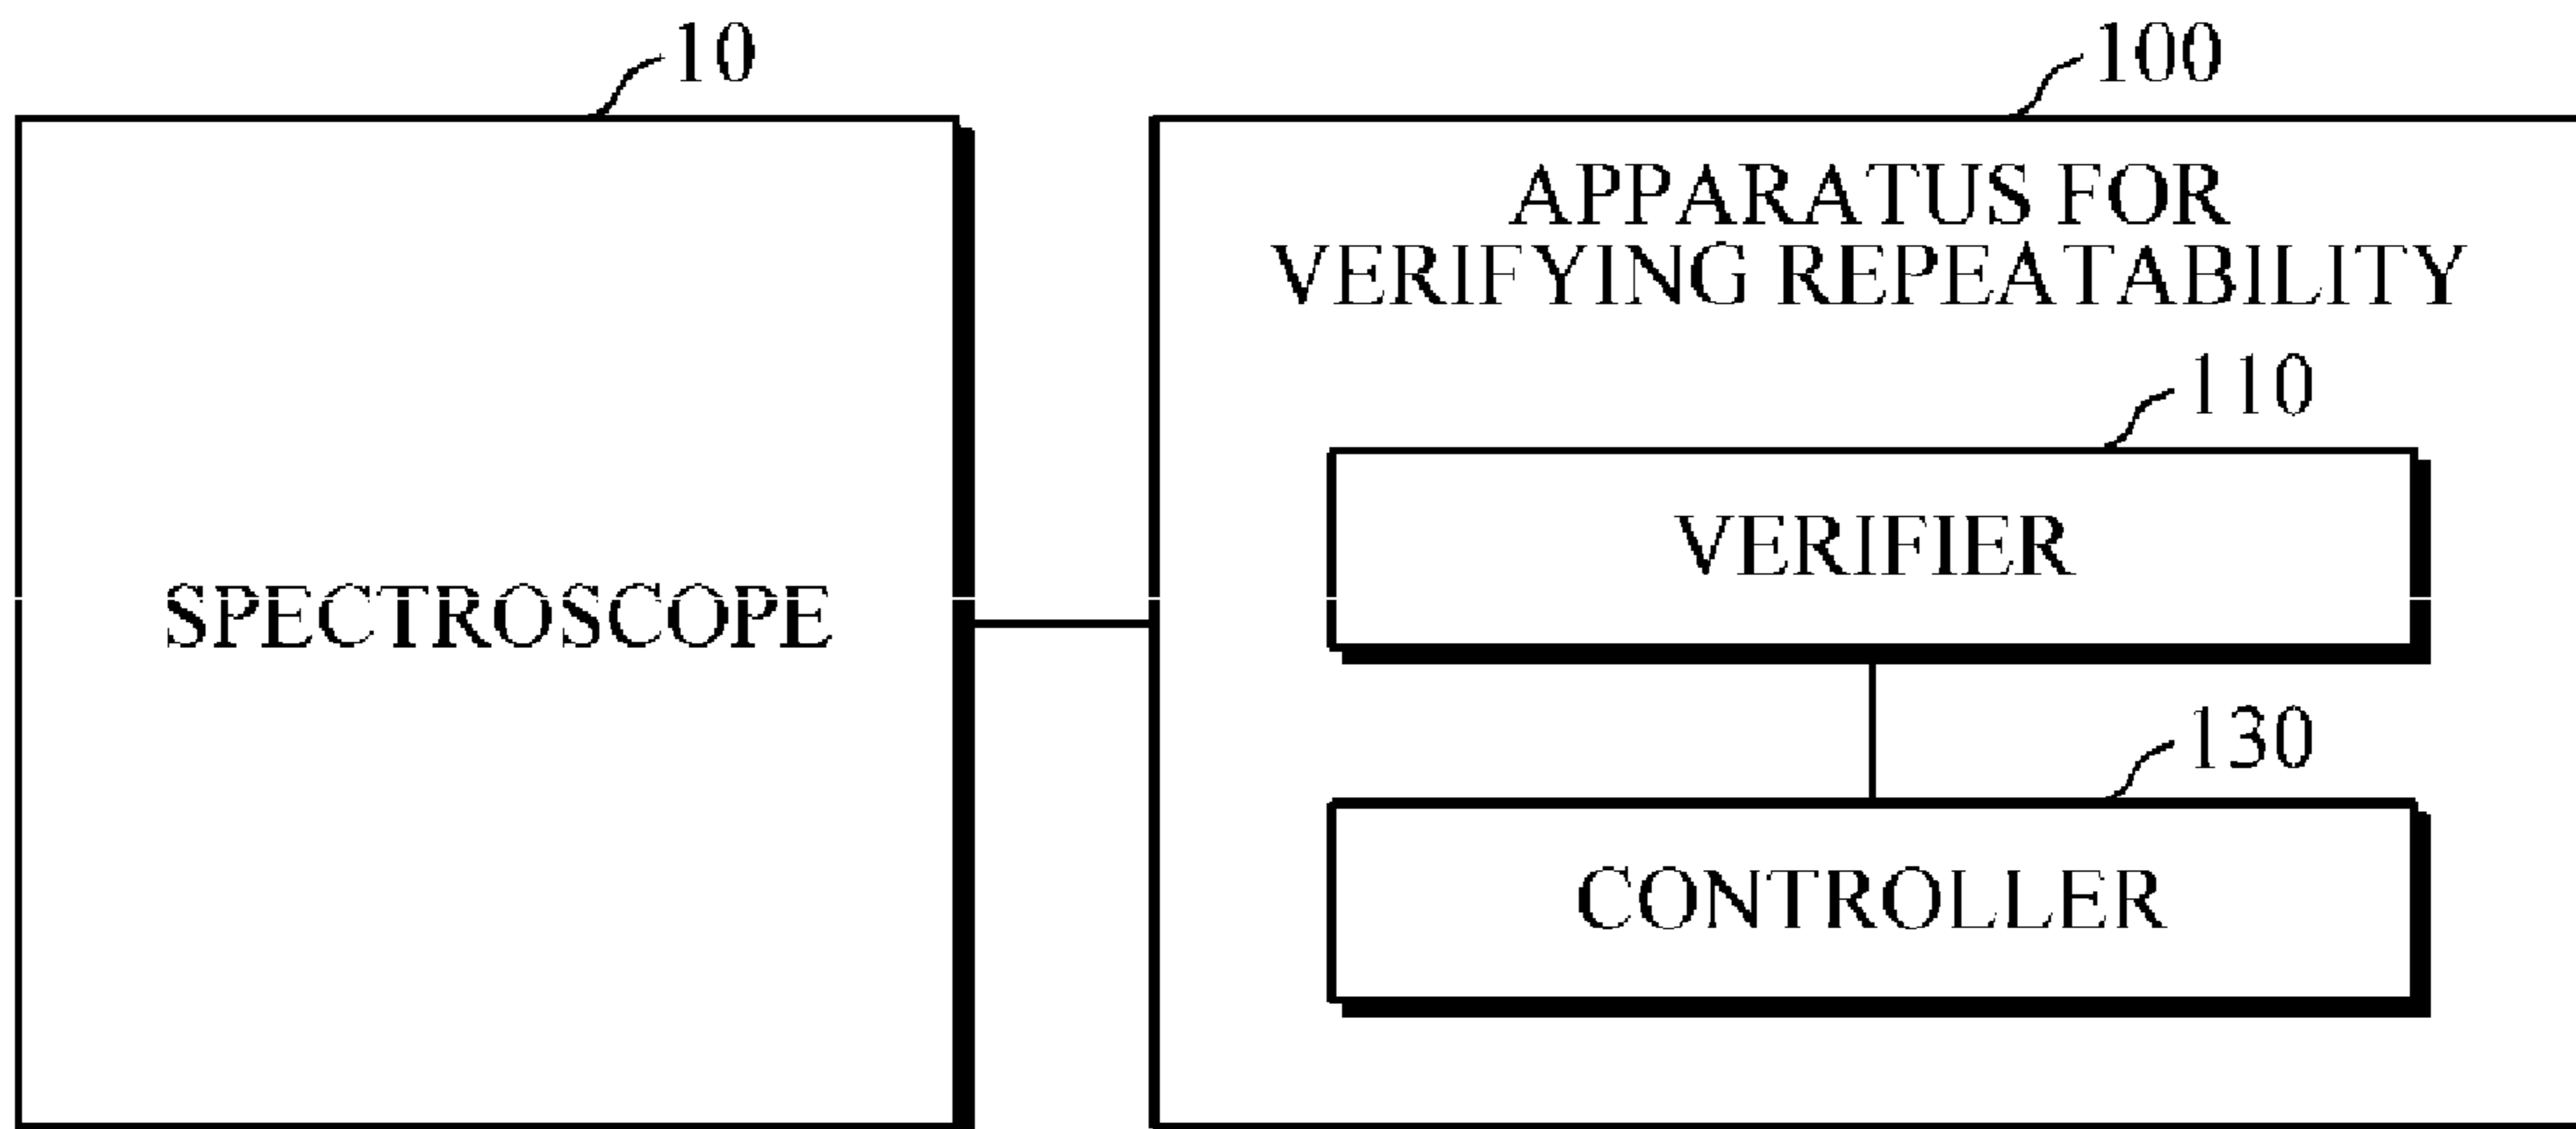 10
100
APPARATUS FOR
VERIFYING REPEATABILITY
110
VERIFIER
SPECTROSCOPE
130
CONTROLLER